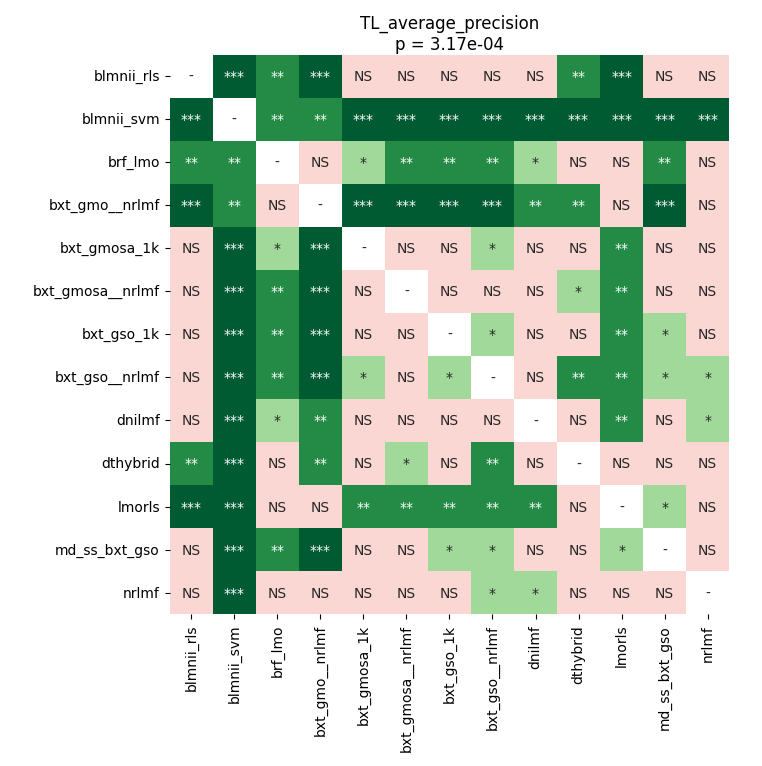 TL_average_precision
p = 3.17e-04
blmnii_rls - *** ** *** NS NS NS NS NS ** *** NS NS
blmnii_svm *** - ** ** *** *** *** *** *** *** *** *** ***
brf_lmo ** ** - NS * ** ** ** * NS NS ** NS
bxt_gmo__nrlmf *** ** NS - *** *** *** *** ** ** NS *** NS
bxt_gmosa_1k NS *** * *** - NS NS * NS NS ** NS NS
bxt_gmosa__nrlmf NS *** ** *** NS - NS NS NS * ** NS NS
bxt_gso_1k NS *** ** *** NS NS - * NS NS ** * NS
bxt_gso__nrlmf NS *** ** *** * NS * - NS ** ** * *
dnilmf NS *** * ** NS NS NS NS - NS ** NS *
dthybrid ** *** NS ** NS * NS ** NS - NS NS NS
lmorls *** *** NS NS ** ** ** ** ** NS - * NS
md_ss_bxt_gso NS *** ** *** NS NS * * NS NS * - NS
nrlmf NS *** NS NS NS NS NS * * NS NS NS -
blmnii_rls
blmnii_svm
brf_lmo
bxt_gmo__nrlmf
bxt_gmosa_1k
bxt_gmosa__nrlmf
bxt_gso_1k
bxt_gso__nrlmf
dnilmf
dthybrid
lmorls
md_ss_bxt_gso
nrlmf